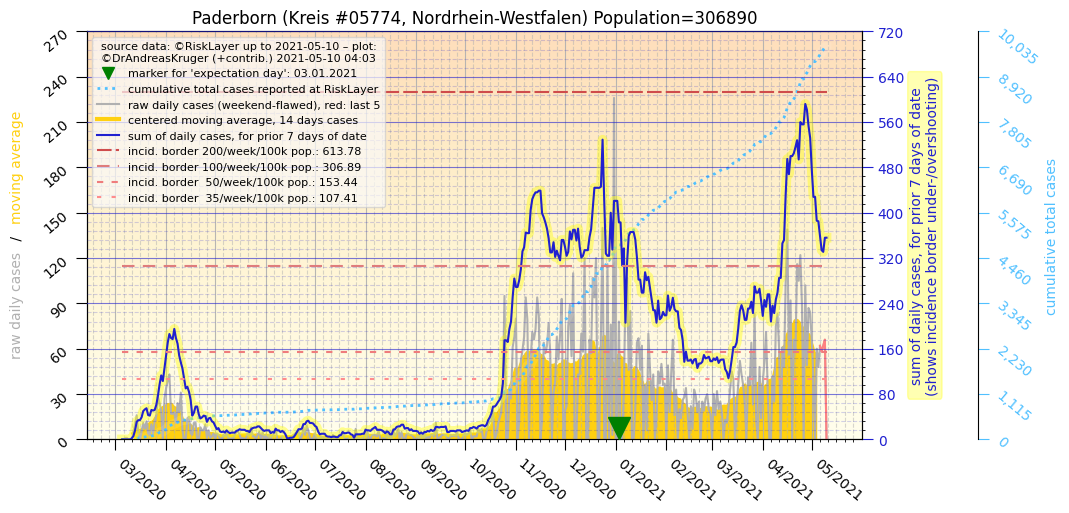 Paderborn (Kreis #05774, Nordrhein-Westfalen) Population=306890
source data: ©RiskLayer up to 2021-05-10 – plot:
©DrAndreasKruger (+contrib.) 2021-05-10 04:03
marker for 'expectation day': 03.01.2021
cumulative total cases reported at RiskLayer
raw daily cases (weekend-flawed), red: last 5
centered moving average, 14 days cases
sum of daily cases, for prior 7 days of date
incid. border 200/week/100k pop.: 613.78
incid. border 100/week/100k pop.: 306.89
incid. border  50/week/100k pop.: 153.44
incid. border  35/week/100k pop.: 107.41
raw daily cases  /  moving average
270
240
210
180
150
120
90
60
30
0
03/2020
04/2020
05/2020
06/2020
07/2020
08/2020
09/2020
10/2020
11/2020
12/2020
01/2021
02/2021
03/2021
04/2021
05/2021
720
640
560
480
400
320
240
160
80
0
sum of daily cases, for prior 7 days of date
(shows incidence border under-/overshooting)
10,035
8,920
7,805
6,690
5,575
4,460
3,345
2,230
1,115
0
cumulative total cases